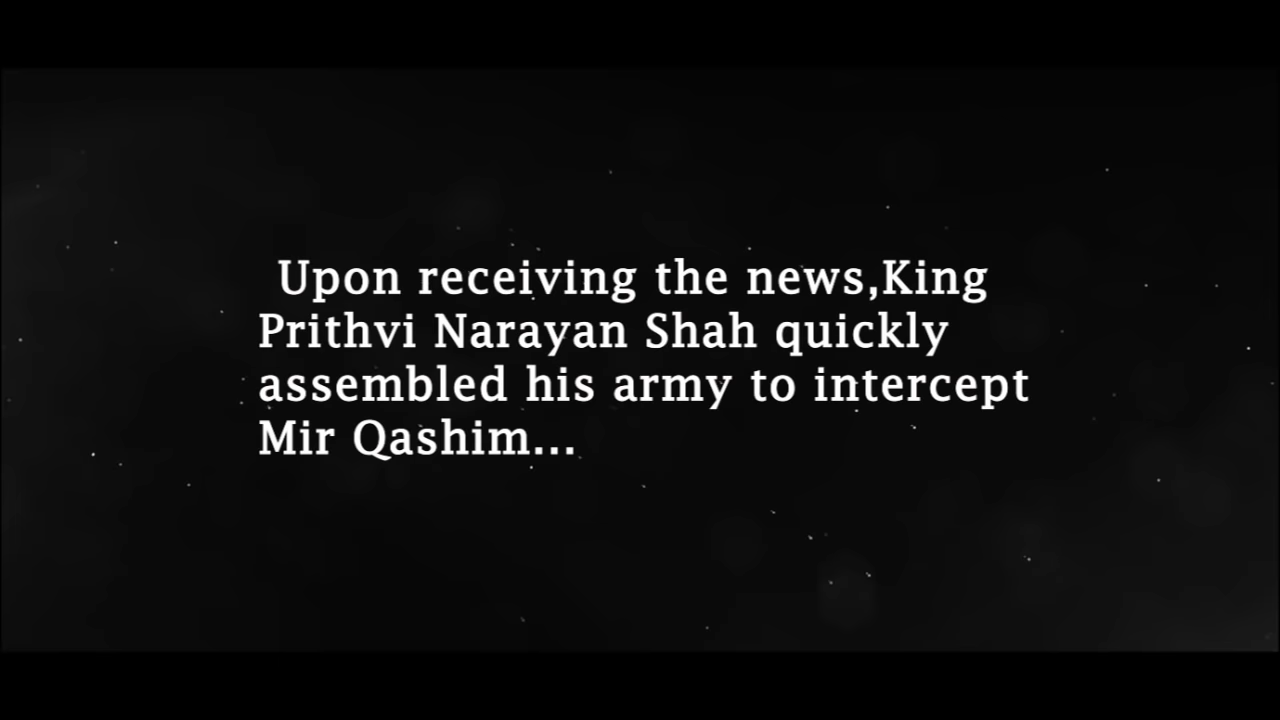 Upon receiving the news,King
Prithvi Narayan Shah quickly
assembled his army to intercept
Mir Qashim...